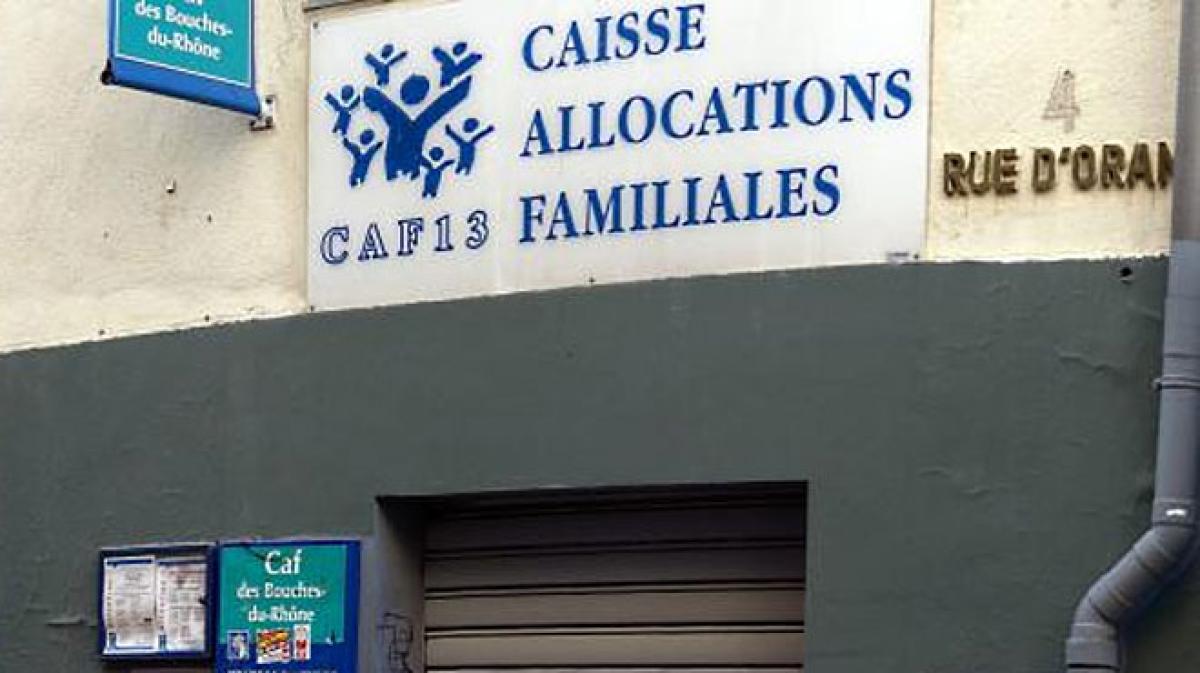 des Bouches-
du-Rhône
CAISSE
ALLOCATIONS
FAMILIALES
CAF13
4
RUE D'ORAN
Caf
des Bouches-
du-Rhône